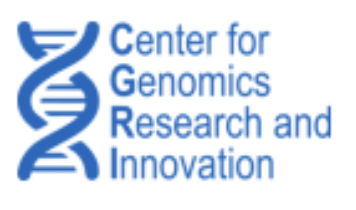 Center for
Genomics
Research and
Innovation